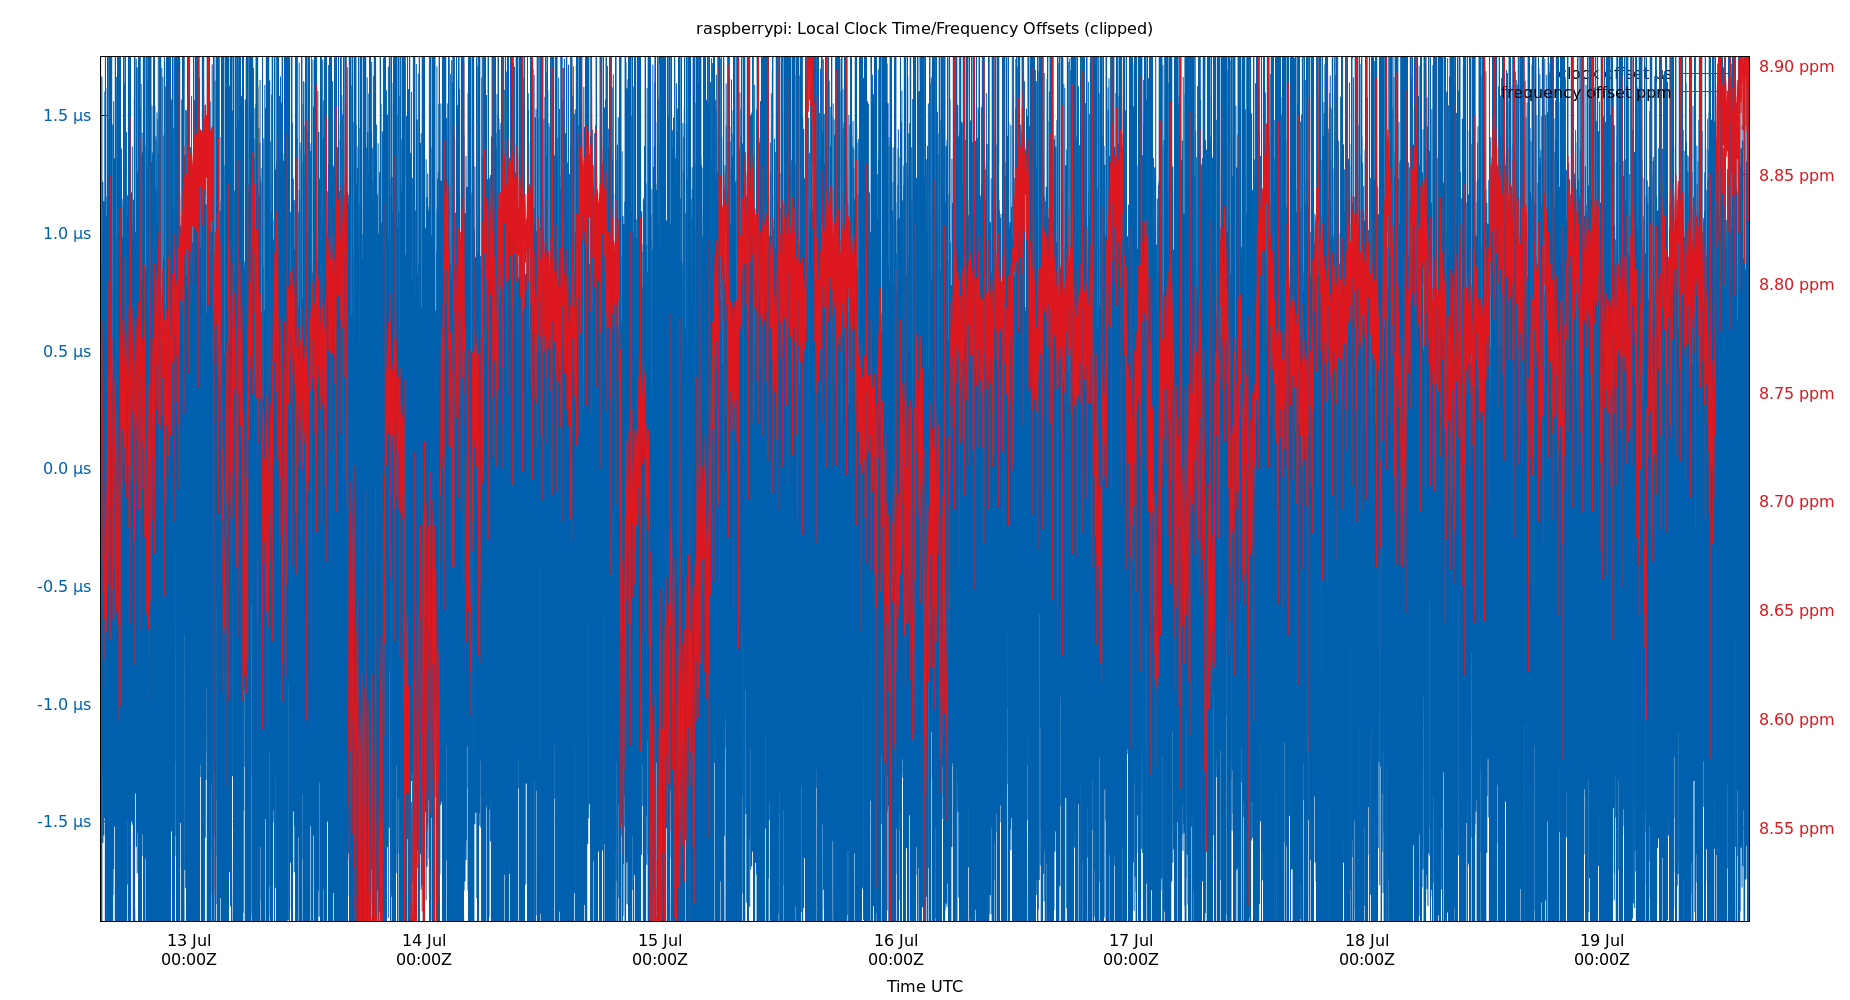 raspberrypi: Local Clock Time/Frequency Offsets (clipped)
clock offset µs
frequency offset ppm
1.5 µs
1.0 µs
0.5 µs
0.0 µs
-0.5 µs
-1.0 µs
-1.5 µs
8.90 ppm
8.85 ppm
8.80 ppm
8.75 ppm
8.70 ppm
8.65 ppm
8.60 ppm
8.55 ppm
13 Jul 14 Jul 15 Jul 16 Jul 17 Jul 18 Jul 19 Jul
00:00Z 00:00Z 00:00Z 00:00Z 00:00Z 00:00Z 00:00Z
Time UTC